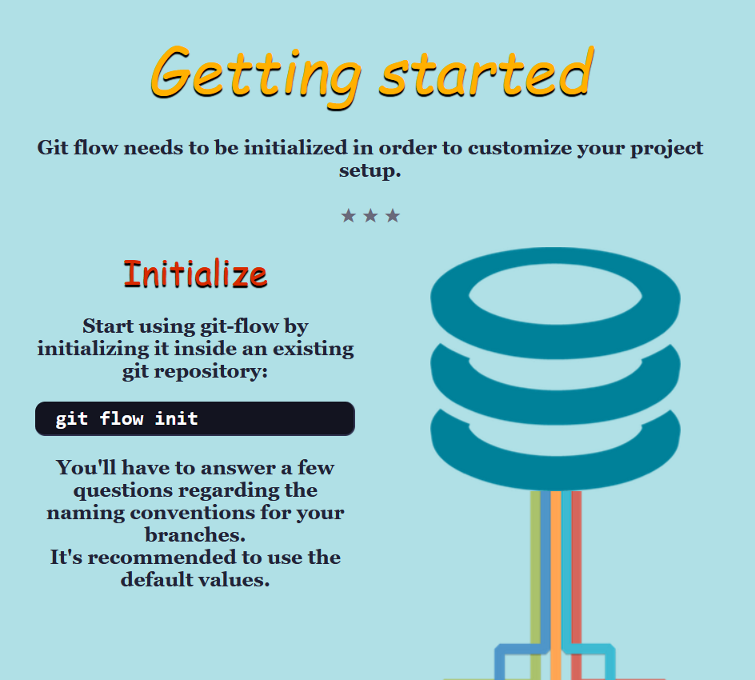 Getting started
Git flow needs to be initialized in order to customize your project
setup.
★ ★ ★
Initialize
Start using git-flow by
initializing it inside an existing
git repository:
git flow init
You'll have to answer a few
questions regarding the
naming conventions for your
branches.
It's recommended to use the
default values.